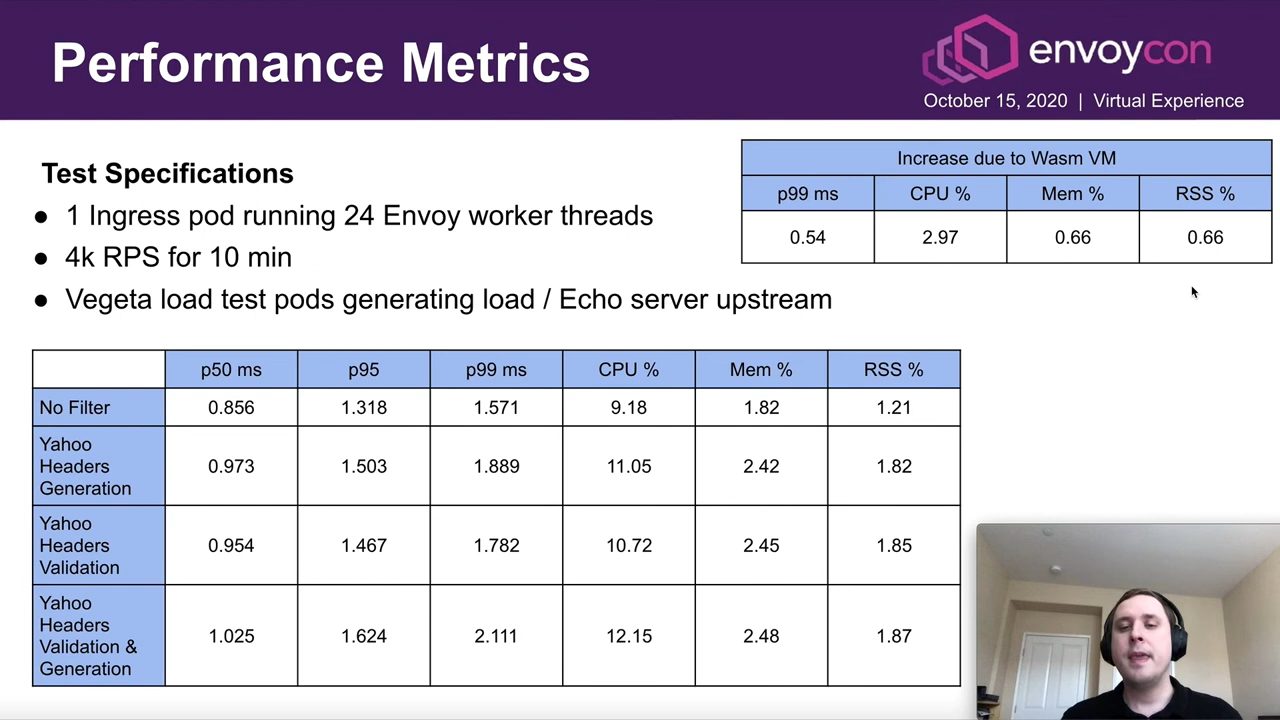 Performance Metrics
envoycon
October 15, 2020 | Virtual Experience
Test Specifications
● 1 Ingress pod running 24 Envoy worker threads
● 4k RPS for 10 min
● Vegeta load test pods generating load / Echo server upstream
Increase due to Wasm VM
p99 ms CPU % Mem % RSS %
0.54 2.97 0.66 0.66
p50 ms p95 p99 ms CPU % Mem % RSS %
No Filter 0.856 1.318 1.571 9.18 1.82 1.21
Yahoo
Headers
Generation
0.973 1.503 1.889 11.05 2.42 1.82
Yahoo
Headers
Validation
0.954 1.467 1.782 10.72 2.45 1.85
Yahoo
Headers
Validation &
Generation
1.025 1.624 2.111 12.15 2.48 1.87